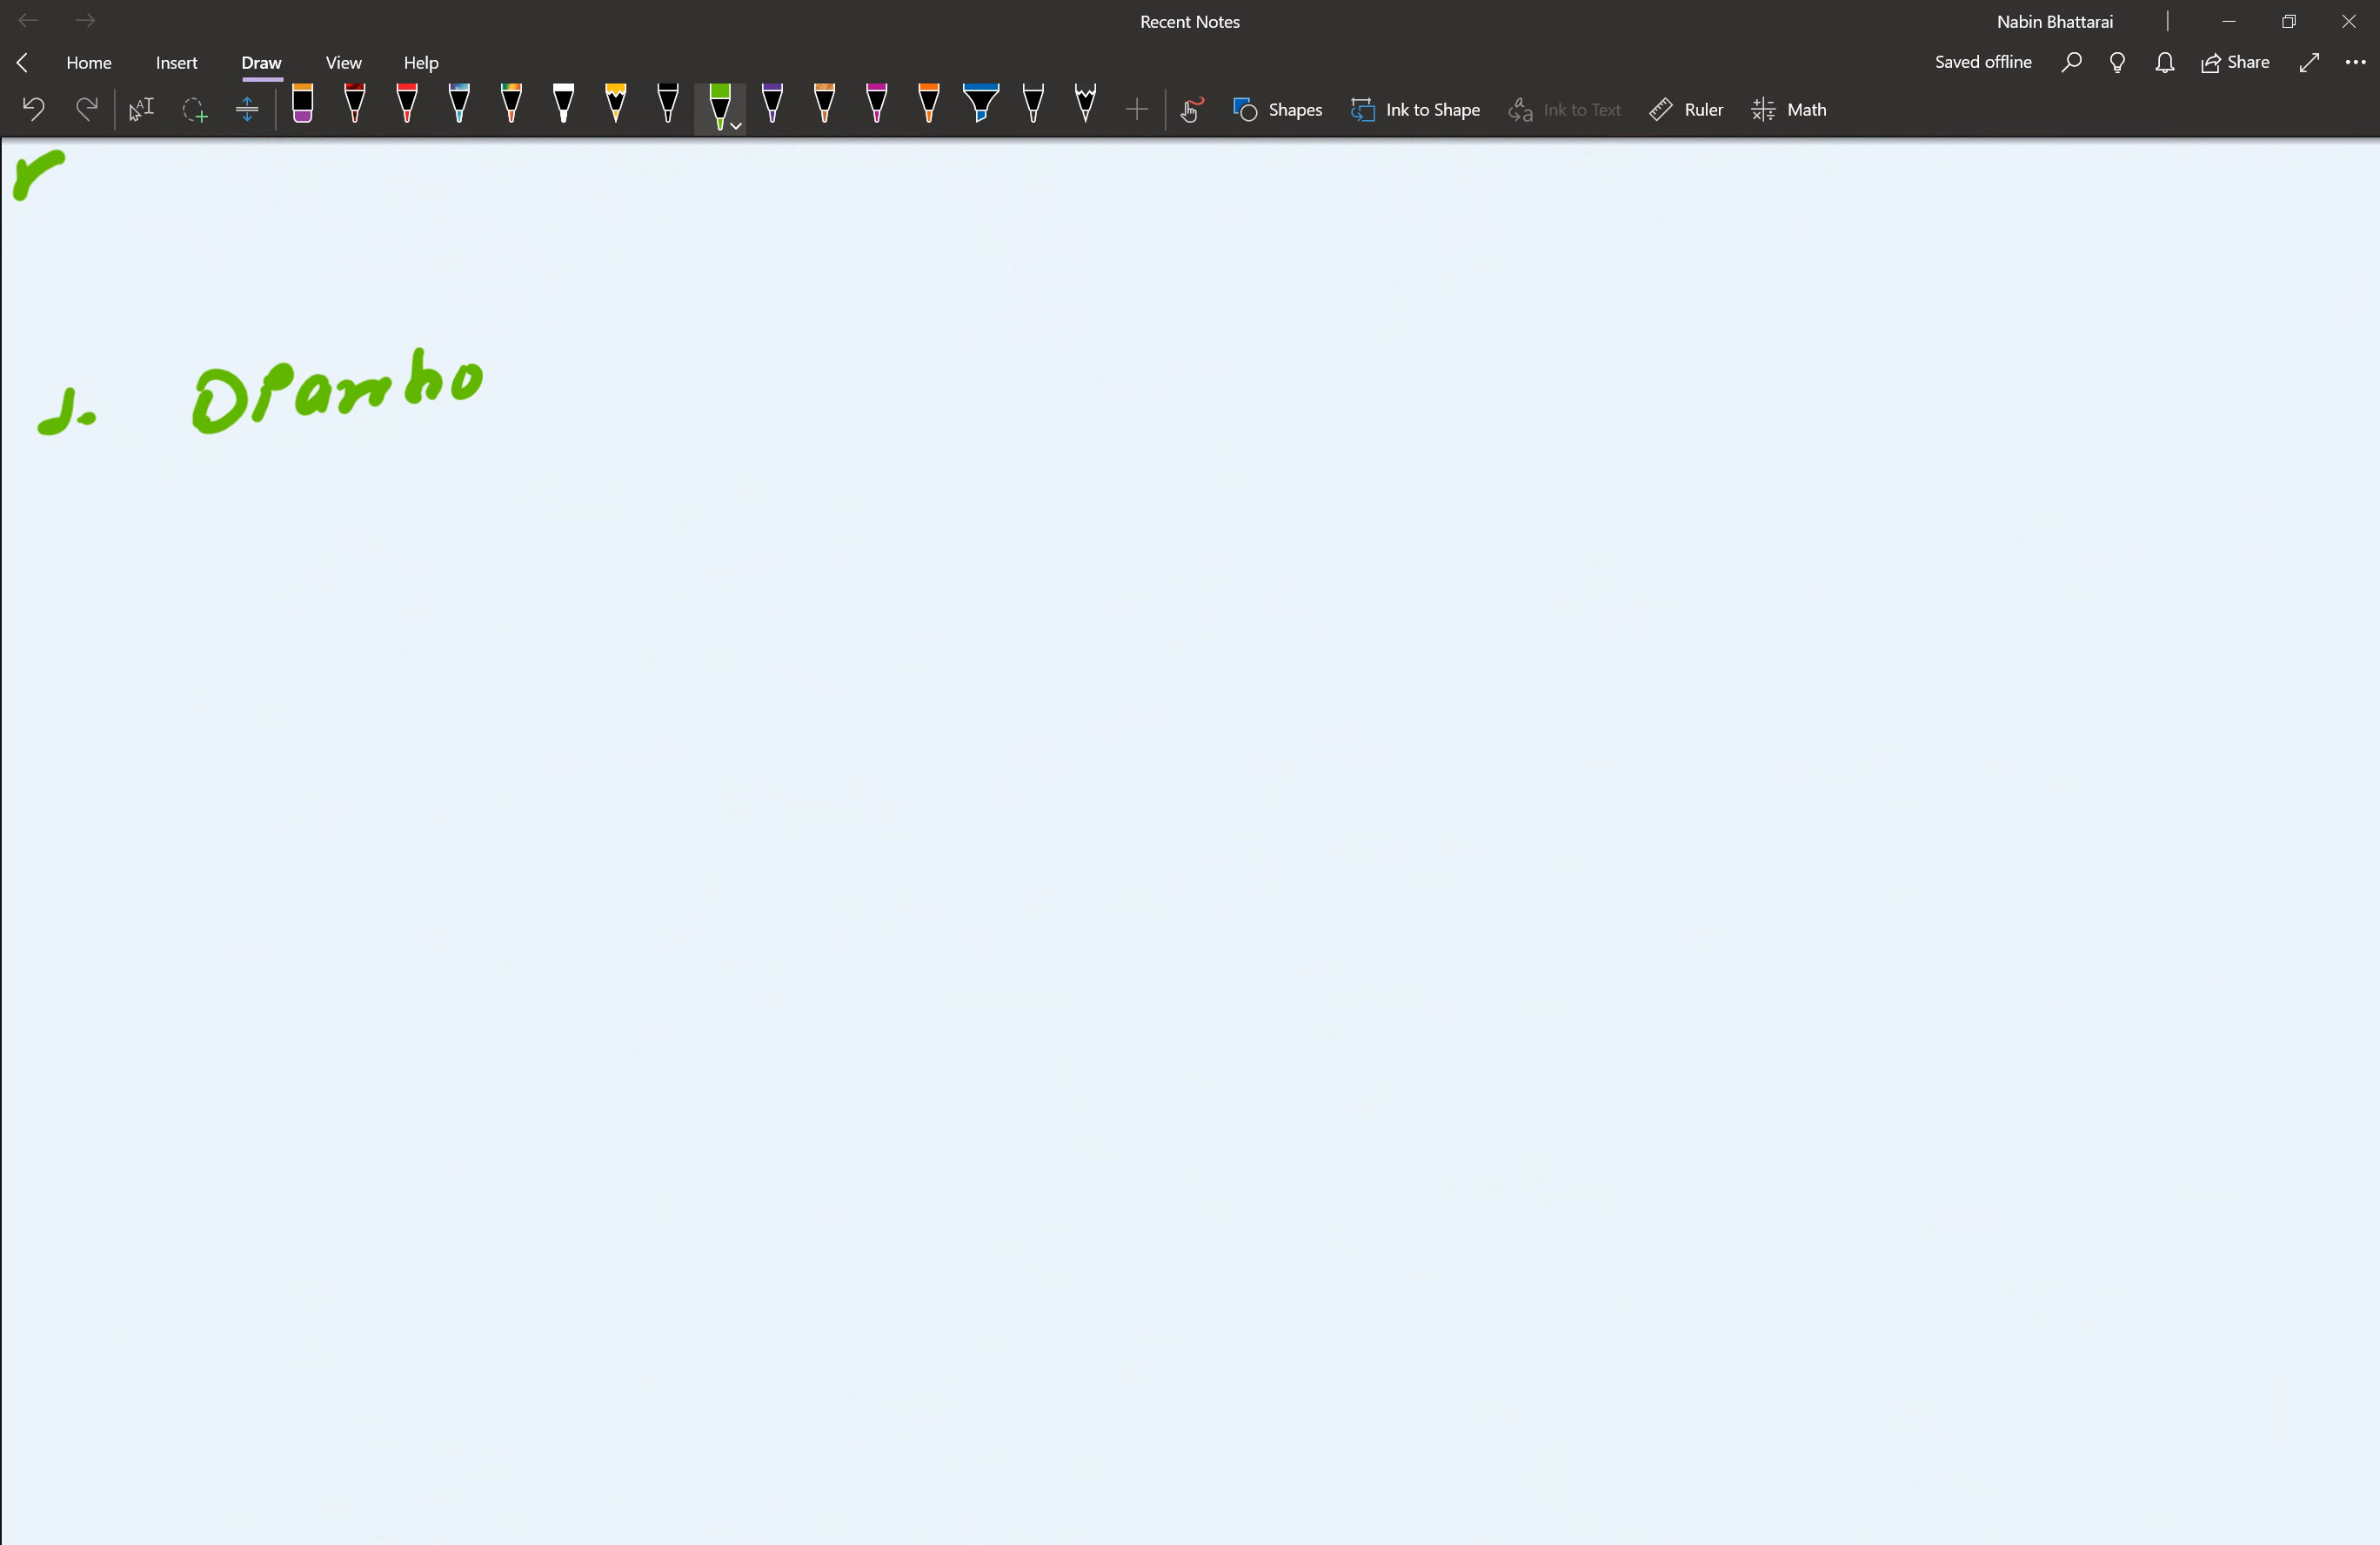 Recent Notes
Nabin Bhattarai
Home Insert Draw View Help
Saved offline Share
Shapes Ink to Shape Ink to Text Ruler Math
r